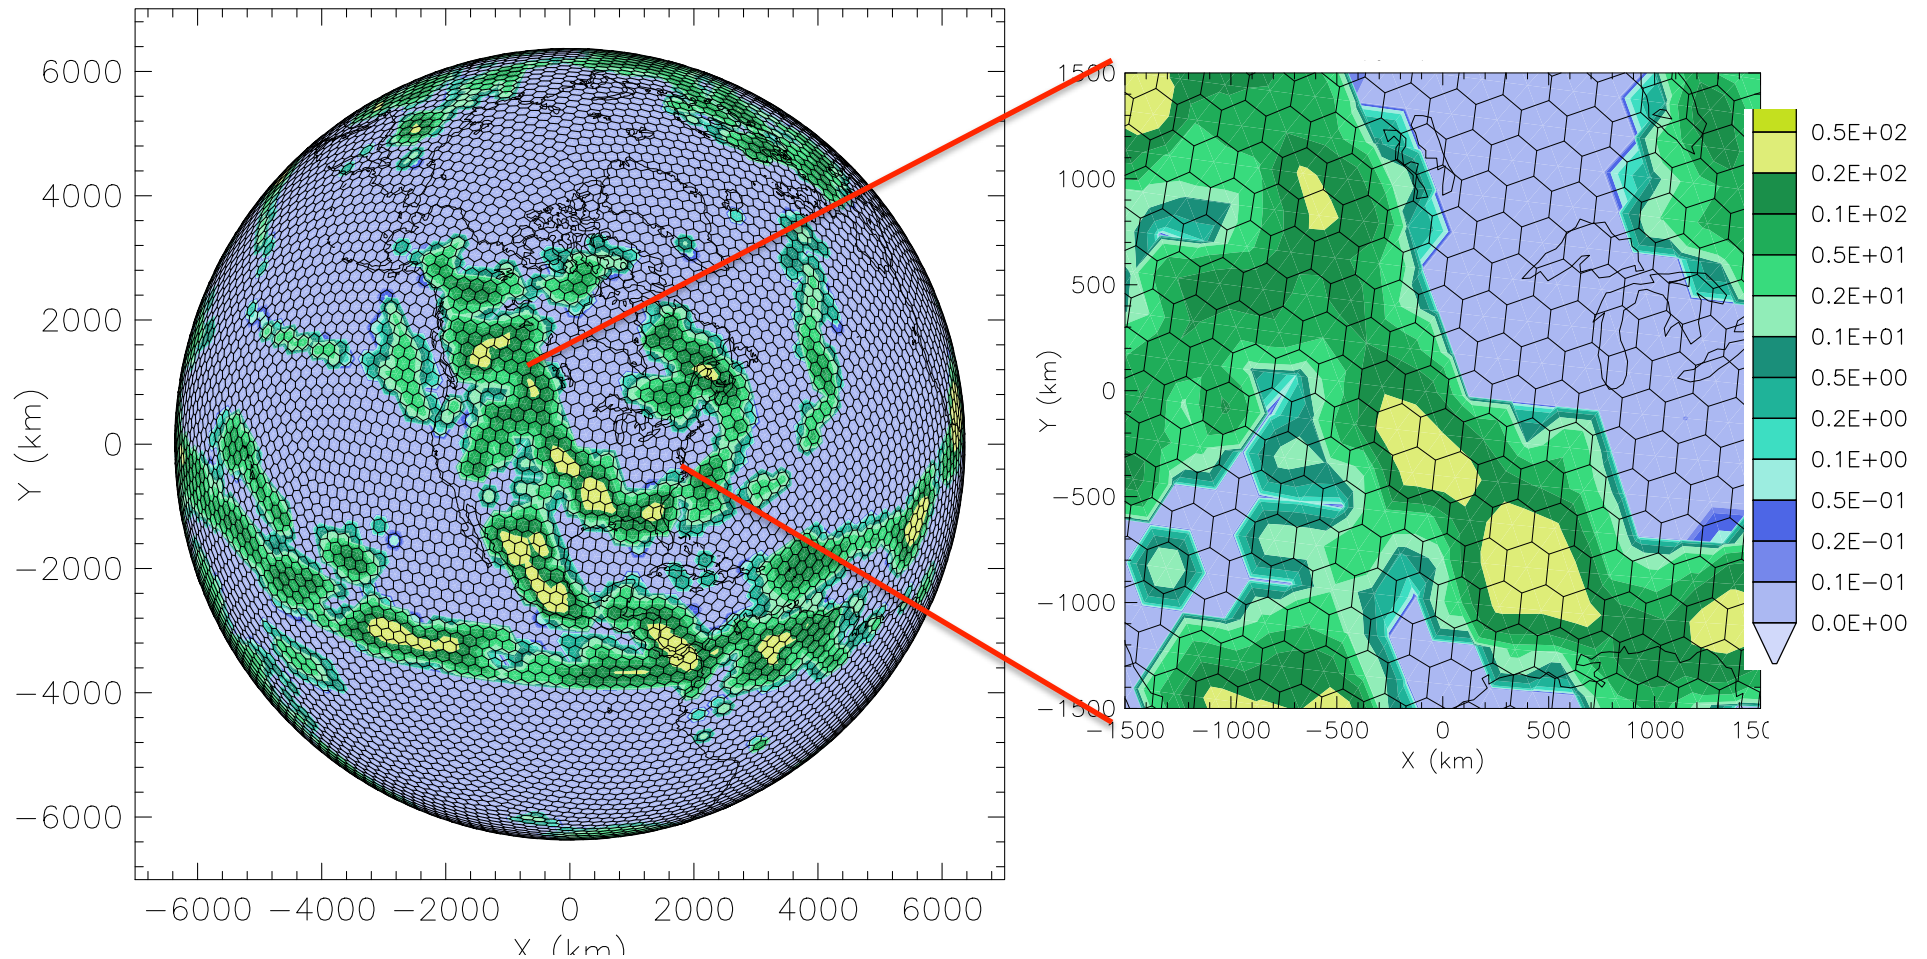 6000
4000
2000
0
−2000
−4000
−6000
Y (km)
−6000 −4000 −2000 0 2000 4000 6000
X (km)
1500
1000
500
0
−500
−1000
−1500
Y (km)
−1500 −1000 −500 0 500 1000
X (km)
0.5E+02
0.2E+02
0.1E+02
0.5E+01
0.2E+01
0.1E+01
0.5E+00
0.2E+00
0.1E+00
0.5E−01
0.2E−01
0.1E−01
0.0E+00